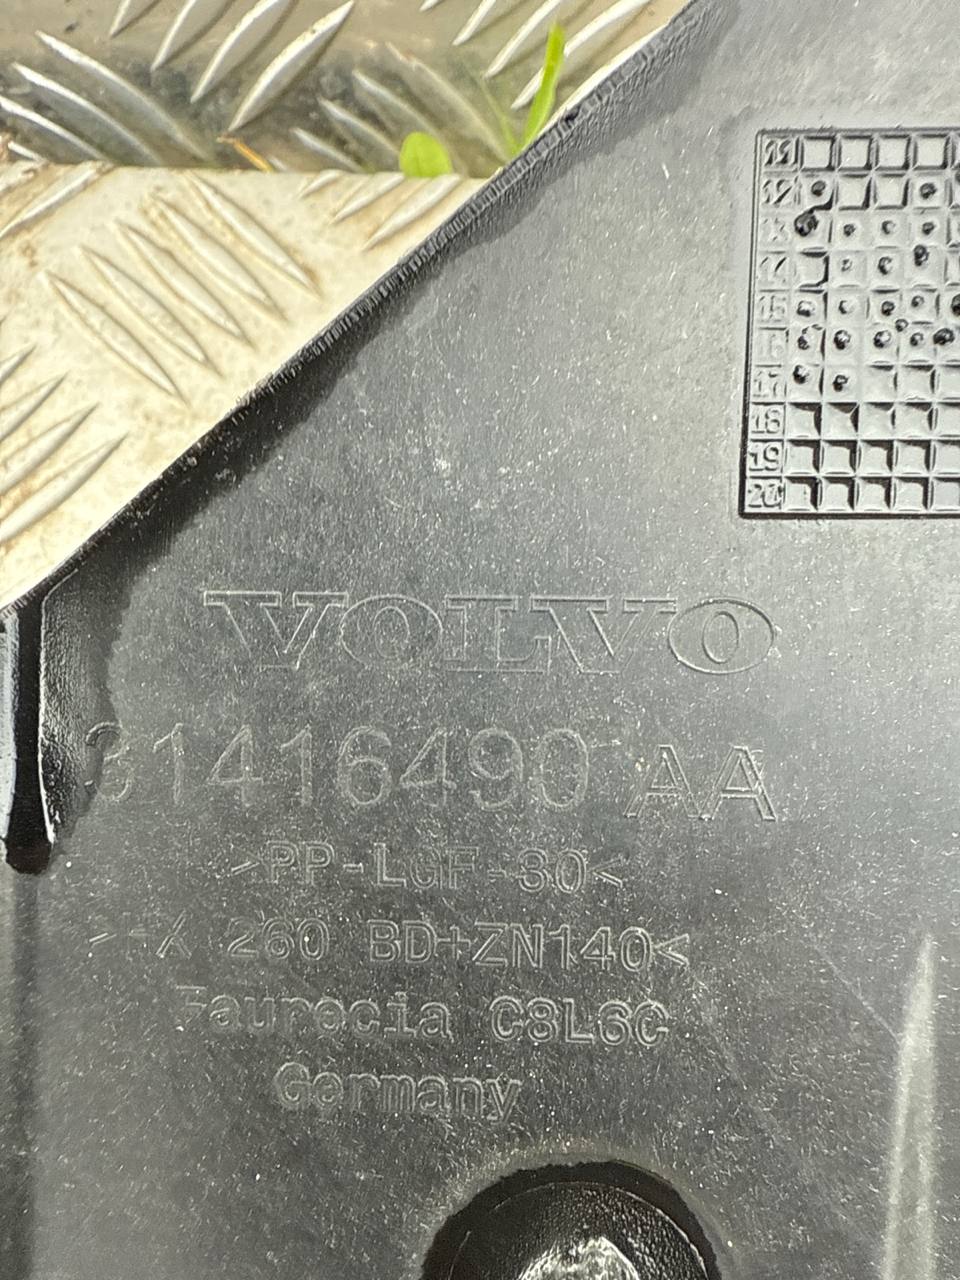 11
12
13
14
15
16
17
18
19
20
VOLVO
31416490 AA
>PP-LGF-30<
260 BD+ZN140<
Faurecia C8L6C
Germany